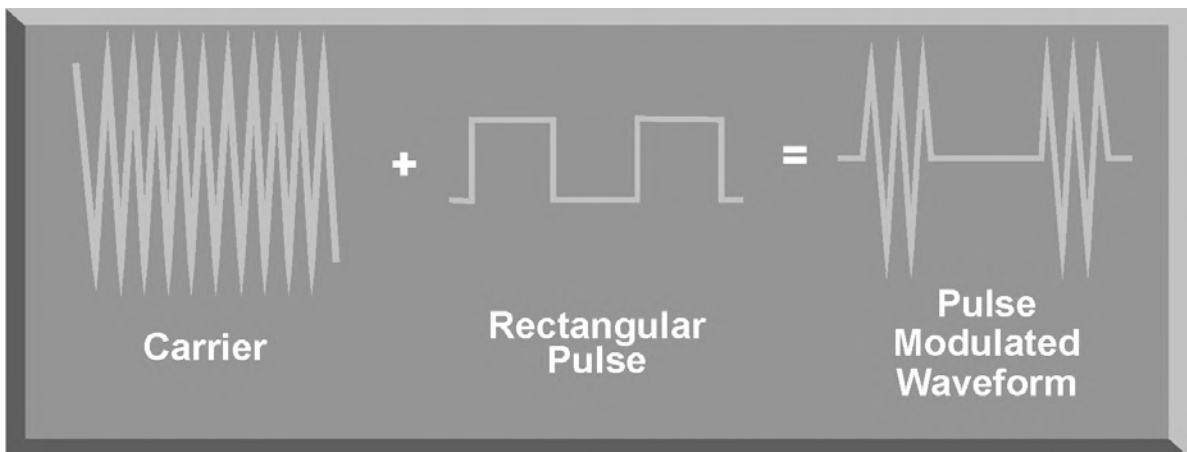 Carrier
+
Rectangular
Pulse
=
Pulse
Modulated
Waveform